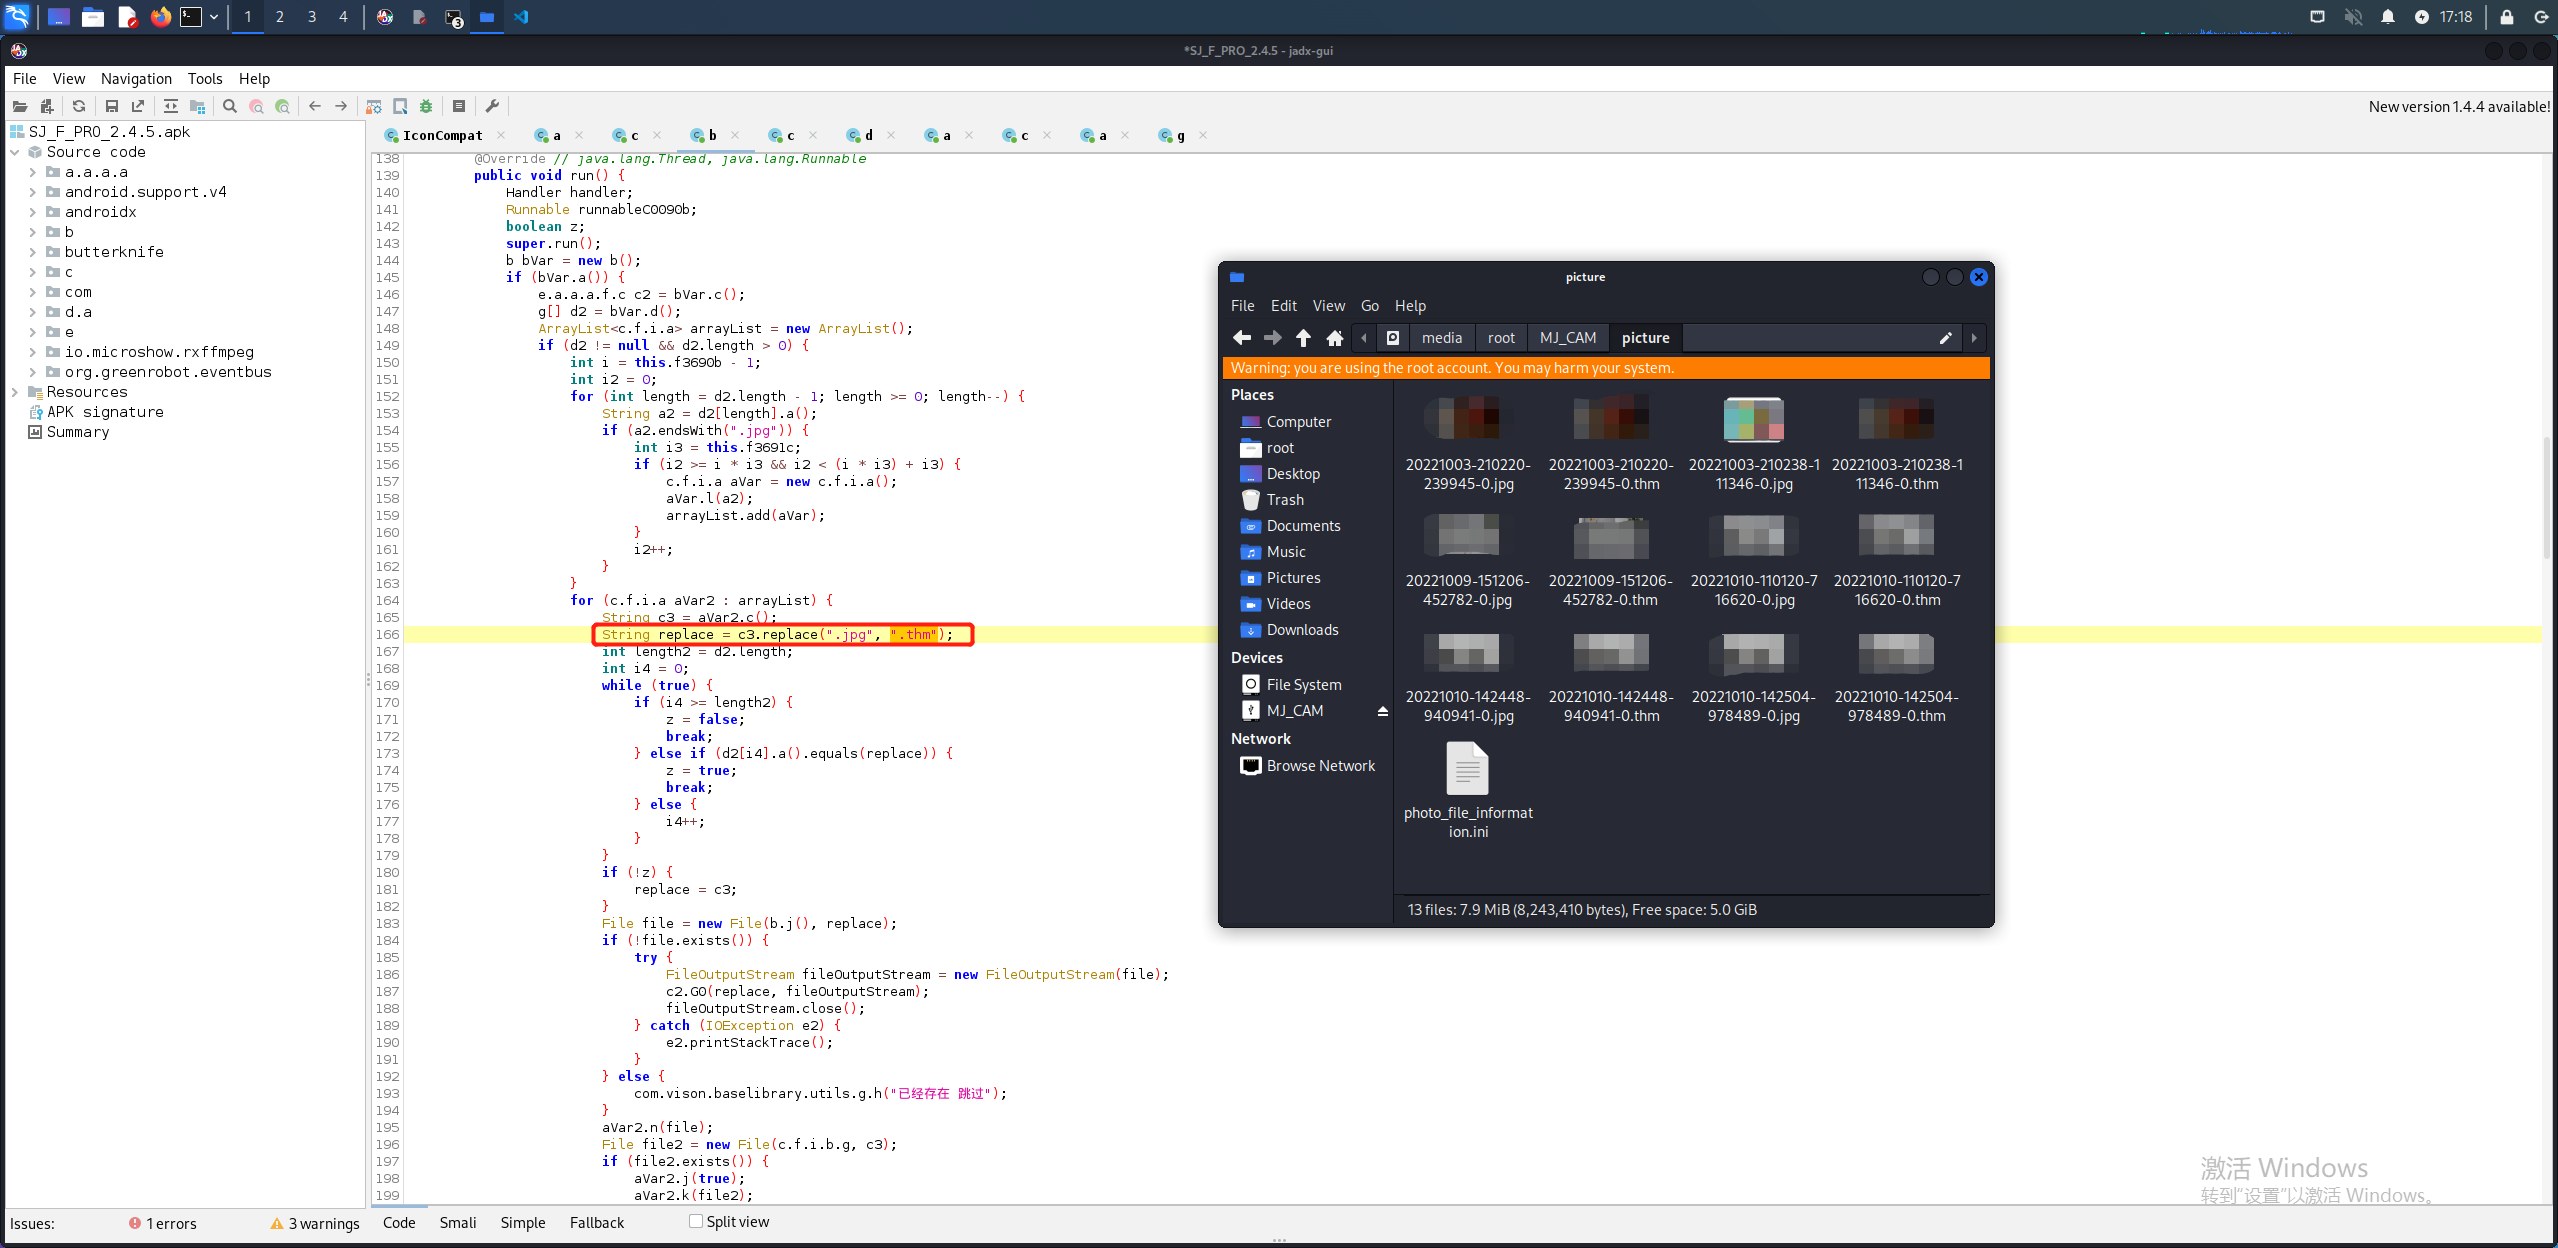 1 2 3 4 3 17:18
*SJ_F_PRO_2.4.5 - jadx-gui
File View Navigation Tools Help
New version 1.4.4 available!
SJ_F_PRO_2.4.5.apk
Source code
a.a.a.a
android.support.v4
androidx
b
butterknife
c
com
d.a
e
io.microshow.rxffmpeg
org.greenrobot.eventbus
Resources
APK signature
Summary
IconCompat a c b c d a c a g
138 @Override // java.lang.Thread, java.lang.Runnable
139 public void run() {
140 Handler handler;
141 Runnable runnableC0090b;
142 boolean z;
143 super.run();
144 b bVar = new b();
145 if (bVar.a()) {
146 e.a.a.a.f.c c2 = bVar.c();
147 g[] d2 = bVar.d();
148 ArrayList<c.f.i.a> arrayList = new ArrayList();
149 if (d2 != null && d2.length > 0) {
150 int i = this.f3690b - 1;
151 int i2 = 0;
152 for (int length = d2.length - 1; length >= 0; length--) {
153 String a2 = d2[length].a();
154 if (a2.endsWith(".jpg")) {
155 int i3 = this.f3691c;
156 if (i2 >= i * i3 && i2 < (i * i3) + i3) {
157 c.f.i.a aVar = new c.f.i.a();
158 aVar.l(a2);
159 arrayList.add(aVar);
160 }
161 i2++;
162 }
163 }
164 for (c.f.i.a aVar2 : arrayList) {
165 String c3 = aVar2.c();
166 String replace = c3.replace(".jpg", ".thm");
167 int length2 = d2.length;
168 int i4 = 0;
169 while (true) {
170 if (i4 >= length2) {
171 z = false;
172 break;
173 } else if (d2[i4].a().equals(replace)) {
174 z = true;
175 break;
176 } else {
177 i4++;
178 }
179 }
180 if (!z) {
181 replace = c3;
182 }
183 File file = new File(b.j(), replace);
184 if (!file.exists()) {
185 try {
186 FileOutputStream fileOutputStream = new FileOutputStream(file);
187 c2.G0(replace, fileOutputStream);
188 fileOutputStream.close();
189 } catch (IOException e2) {
190 e2.printStackTrace();
191 }
192 } else {
193 com.vison.baselibrary.utils.g.h("已经存在 跳过");
194 }
195 aVar2.n(file);
196 File file2 = new File(c.f.i.b.g, c3);
197 if (file2.exists()) {
198 aVar2.j(true);
199 aVar2.k(file2);
picture
File Edit View Go Help
media root MJ_CAM picture
Warning: you are using the root account. You may harm your system.
Places
Computer
root
Desktop
Trash
Documents
Music
Pictures
Videos
Downloads
Devices
File System
MJ_CAM
Network
Browse Network
20221003-210220- 20221003-210220- 20221003-210238-1 20221003-210238-1
239945-0.jpg 239945-0.thm 11346-0.jpg 11346-0.thm
20221009-151206- 20221009-151206- 20221010-110120-7 20221010-110120-7
452782-0.jpg 452782-0.thm 16620-0.jpg 16620-0.thm
20221010-142448- 20221010-142448- 20221010-142504- 20221010-142504-
940941-0.jpg 940941-0.thm 978489-0.jpg 978489-0.thm
photo_file_informat
ion.ini
13 files: 7.9 MiB (8,243,410 bytes), Free space: 5.0 GiB
激活 Windows
转到"设置"以激活 Windows。
Issues: 1 errors 3 warnings Code Smali Simple Fallback Split view